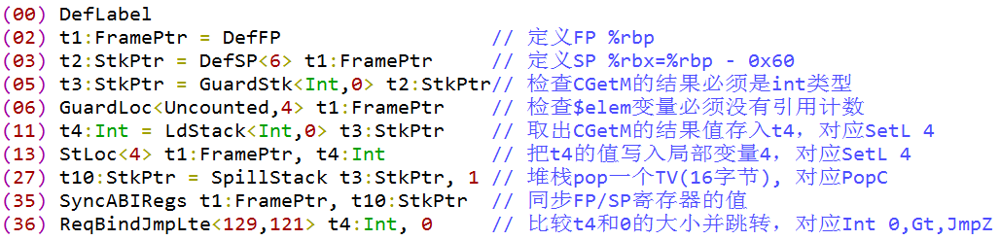 (00) DefLabel
(02) t1:FramePtr = DefFP // 定义FP %rbp
(03) t2:StkPtr = DefSP<6> t1:FramePtr // 定义SP %rbx=%rbp - 0x60
(05) t3:StkPtr = GuardStk<Int,0> t2:StkPtr// 检查CGetM的结果必须是int类型
(06) GuardLoc<Uncounted,4> t1:FramePtr // 检查$elem变量必须没有引用计数
(11) t4:Int = LdStack<Int,0> t3:StkPtr // 取出CGetM的结果值存入t4，对应SetL 4
(13) StLoc<4> t1:FramePtr, t4:Int // 把t4的值写入局部变量4，对应SetL 4
(27) t10:StkPtr = SpillStack t3:StkPtr, 1 // 堆栈pop一个TV(16字节), 对应PopC
(35) SyncABIRegs t1:FramePtr, t10:StkPtr // 同步FP/SP寄存器的值
(36) ReqBindJmpLte<129,121> t4:Int, 0 // 比较t4和0的大小并跳转，对应Int 0,Gt,JmpZ